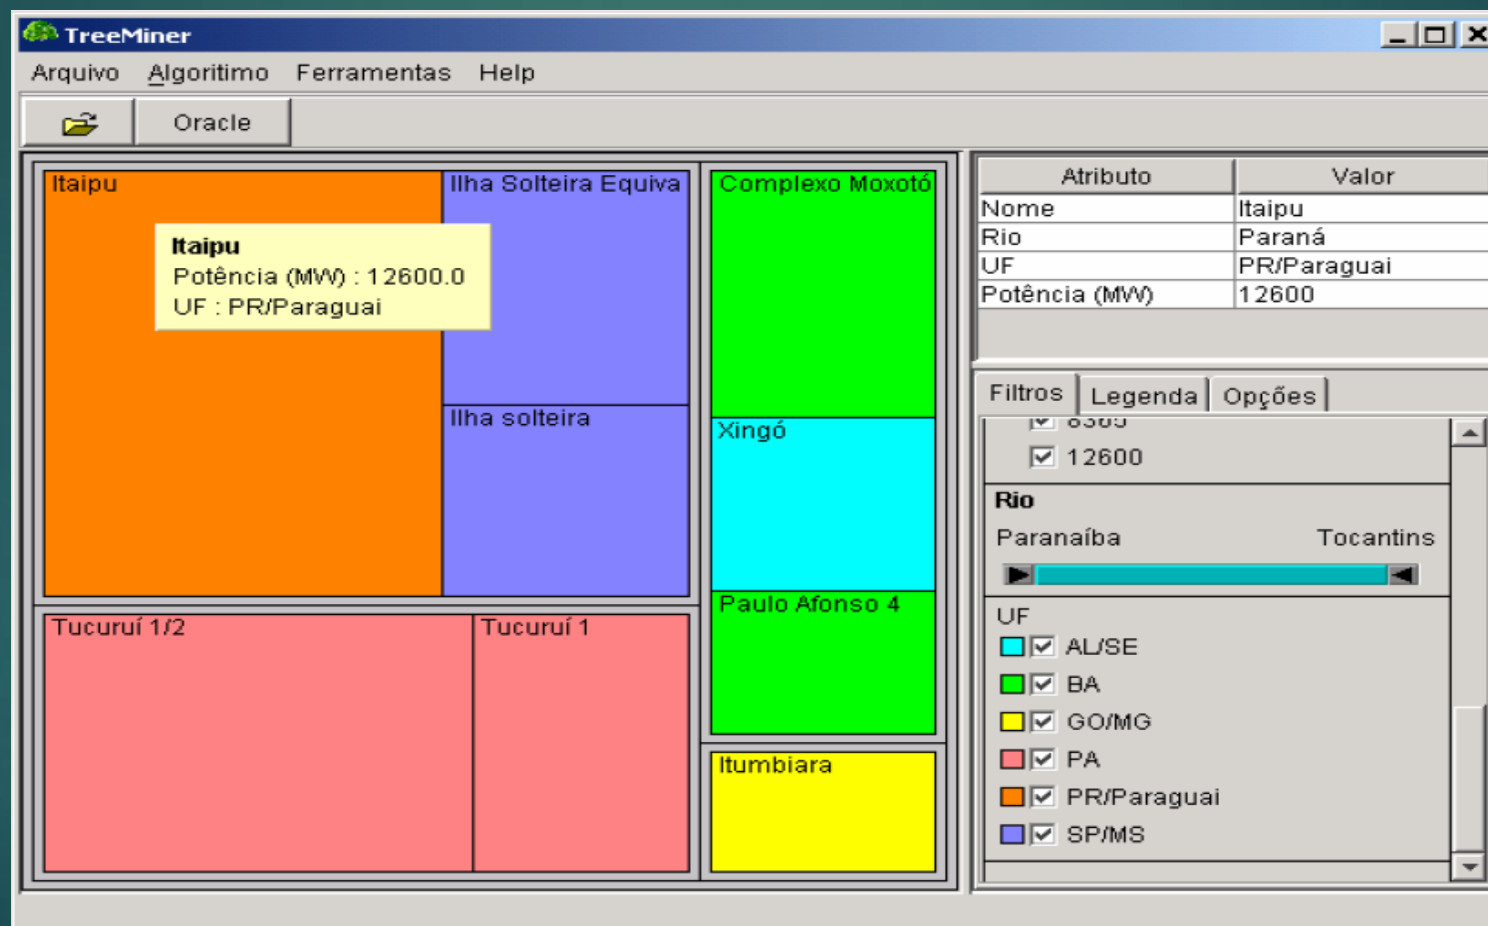 TreeMiner
Arquivo Algoritimo Ferramentas Help
Oracle
Itaipu
Ilha Solteira Equiva
Complexo Moxotó
Itaipu
Potência (MW) : 12600.0
UF : PR/Paraguai
Ilha solteira
Xingó
Paulo Afonso 4
Tucuruí 1/2
Tucuruí 1
Itumbiara
Atributo Valor
Nome Itaipu
Rio Paraná
UF PR/Paraguai
Potência (MW) 12600
Filtros Legenda Opções
8365
12600
Rio
Paranaíba Tocantins
UF
AL/SE
BA
GO/MG
PA
PR/Paraguai
SP/MS